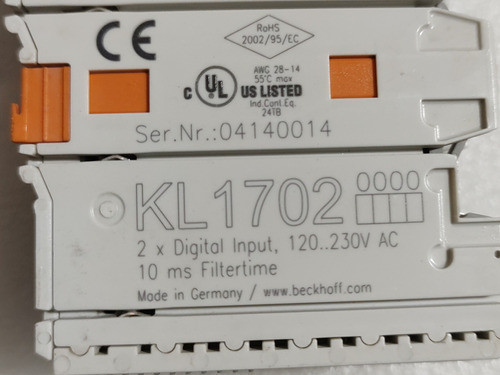 CE
RoHS
2002/95/EC
AWG 28-14
55°C max
c UL US LISTED
Ind.Cont.Eq.
24TB
Ser.Nr.:04140014
KL1702 0000
2 x Digital Input, 120..230V AC
10 ms Filtertime
Made in Germany / www.beckhoff.com